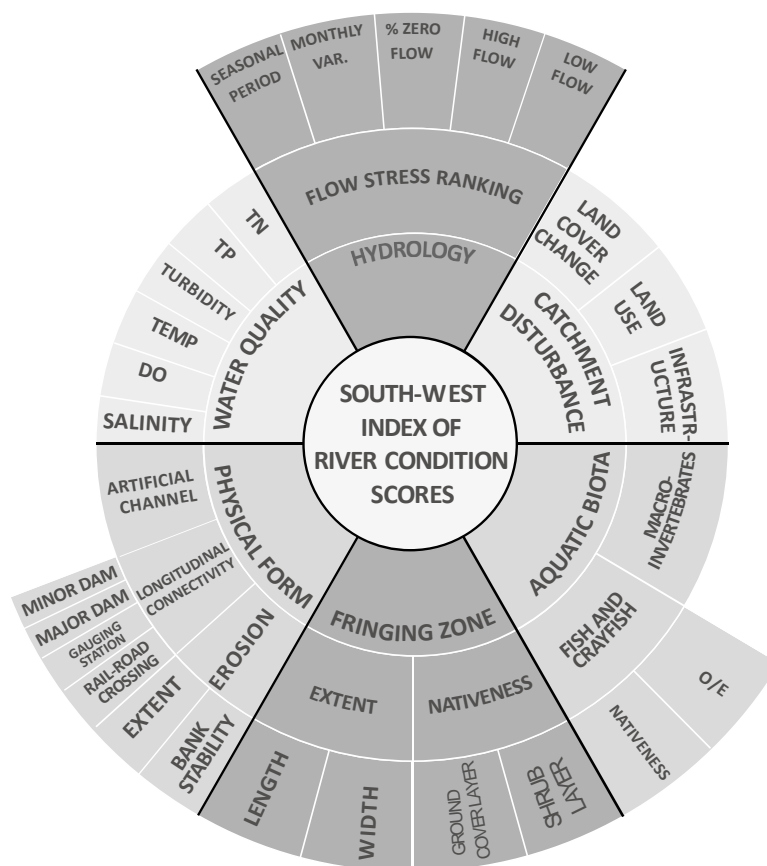 SEASONAL
PERIOD
MONTHLY
VAR.
% ZERO
FLOW
HIGH
FLOW
LOW
FLOW
FLOW STRESS RANKING
HYDROLOGY
TN
TP
TURBIDITY
TEMP
DO
SALINITY
WATER QUALITY
LAND
COVER
CHANGE
LAND
USE
INFRASTR-
UCTURE
CATCHMENT
DISTURBANCE
SOUTH-WEST
INDEX OF
RIVER CONDITION
SCORES
ARTIFICIAL
CHANNEL
PHYSICAL FORM
LONGITUDINAL
CONNECTIVITY
MINOR DAM
MAJOR DAM
GAUGING
STATION
RAIL-ROAD
CROSSING
EROSION
EXTENT
BANK
STABILITY
FRINGING ZONE
EXTENT
NATIVENESS
LENGTH
WIDTH
GROUND
COVER LAYER
SHRUB
LAYER
AQUATIC BIOTA
MACRO-
INVERTEBRATES
FISH AND
CRAYFISH
O/E
NATIVENESS